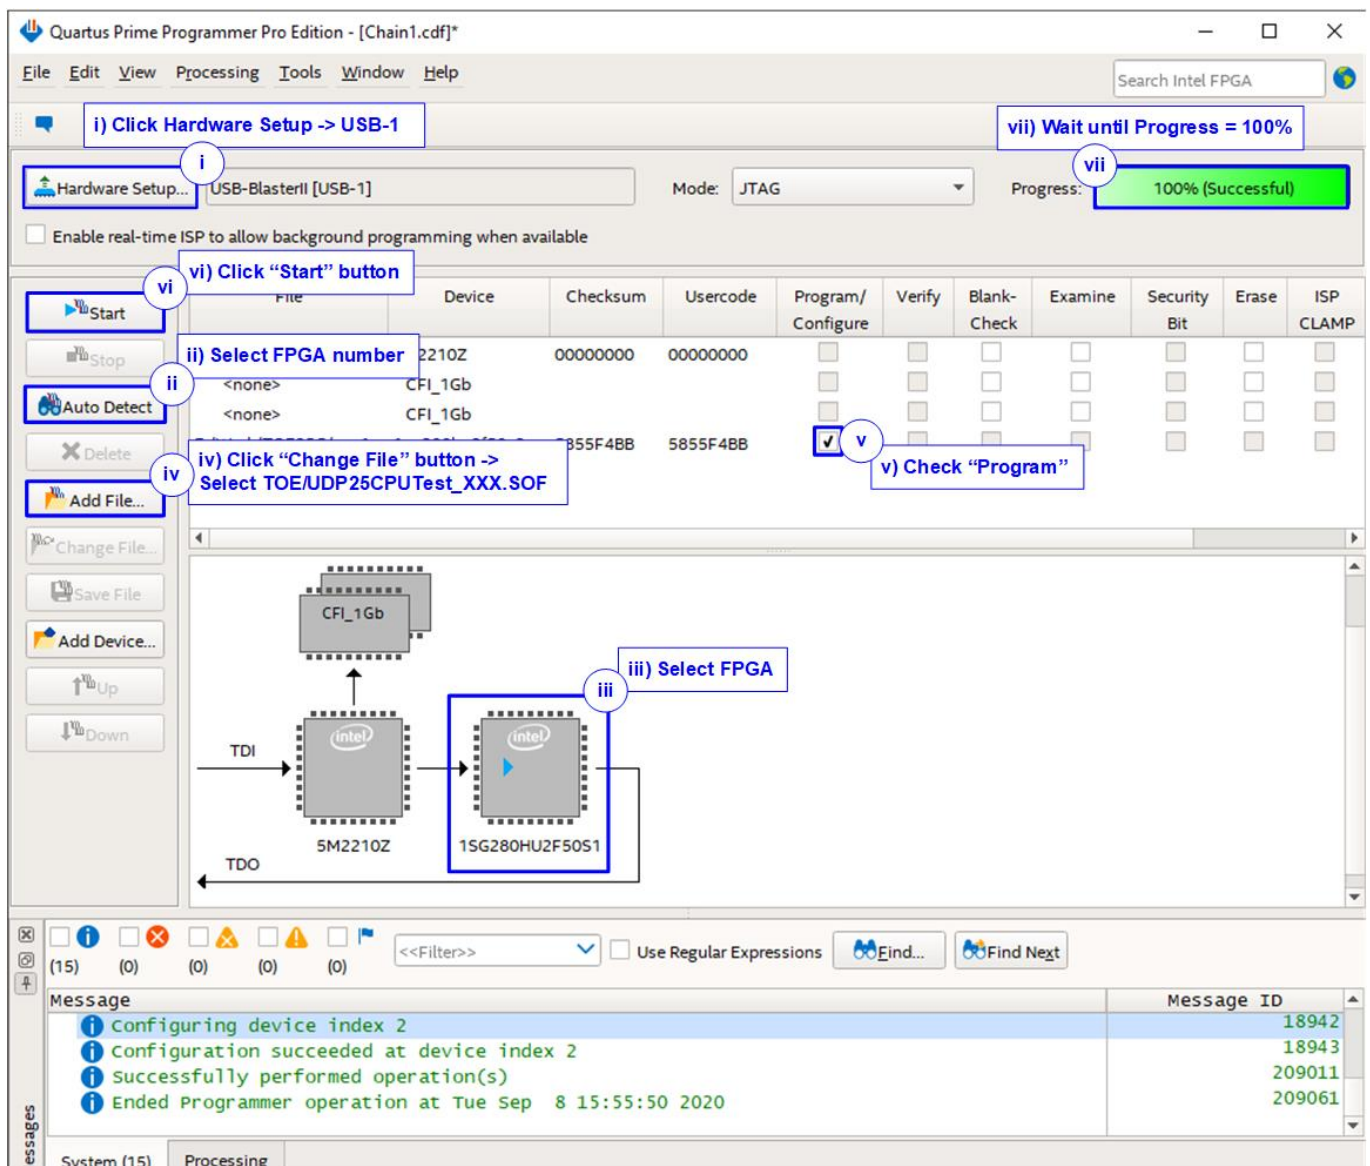 Quartus Prime Programmer Pro Edition - [Chain1.cdf]*
File Edit View Processing Tools Window Help
Search Intel FPGA
i) Click Hardware Setup -> USB-1
vii) Wait until Progress = 100%
i
vii
Hardware Setup...
USB-BlasterII [USB-1]
Mode: JTAG
Progress: 100% (Successful)
Enable real-time ISP to allow background programming when available
vi
vi) Click “Start” button
Start
File Device Checksum Usercode Program/ Configure Verify Blank- Check Examine Security Bit Erase ISP CLAMP
Stop
ii) Select FPGA number
2210Z 00000000 00000000
ii
<none> CFI_1Gb
Auto Detect
<none> CFI_1Gb
Delete
855F4BB 5855F4BB
v
v) Check “Program”
iv
iv) Click “Change File” button ->
Select TOE/UDP25CPUTest_XXX.SOF
Add File...
Change File...
Save File
Add Device...
Up
Down
CFI_1Gb
iii) Select FPGA
iii
intel
intel
TDI
5M2210Z
1SG280HU2F50S1
TDO
(15) (0) (0) (0) (0)
<<Filter>>
Use Regular Expressions
Find...
Find Next
Message Message ID
Configuring device index 2 18942
Configuration succeeded at device index 2 18943
Successfully performed operation(s) 209011
Ended Programmer operation at Tue Sep 8 15:55:50 2020 209061
essages
System (15) Processing